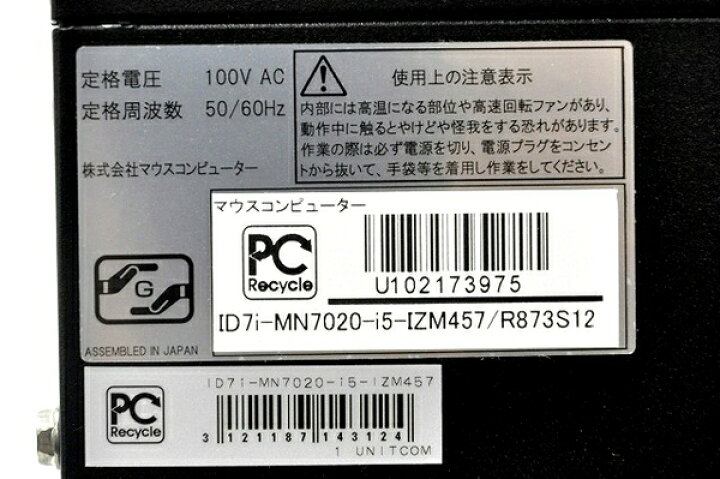 定格電圧 100V AC
定格周波数 50/60Hz
株式会社マウスコンピューター
使用上の注意表示
内部には高温になる部位や高速回転ファンがあり、
動作中に触るとやけどや怪我をする恐れがあります。
作業の際は必ず電源を切り、電源プラグをコンセン
トから抜いて、手袋等を着用し作業をしてください。
マウスコンピューター
PC
Recycle
U102173975
ID7i-MN7020-i5-IZM457/R873S12
G
ASSEMBLED IN JAPAN
PC
Recycle
ID7i-MN7020-i5-IZM457
3 121187 143124
1 UNITCOM